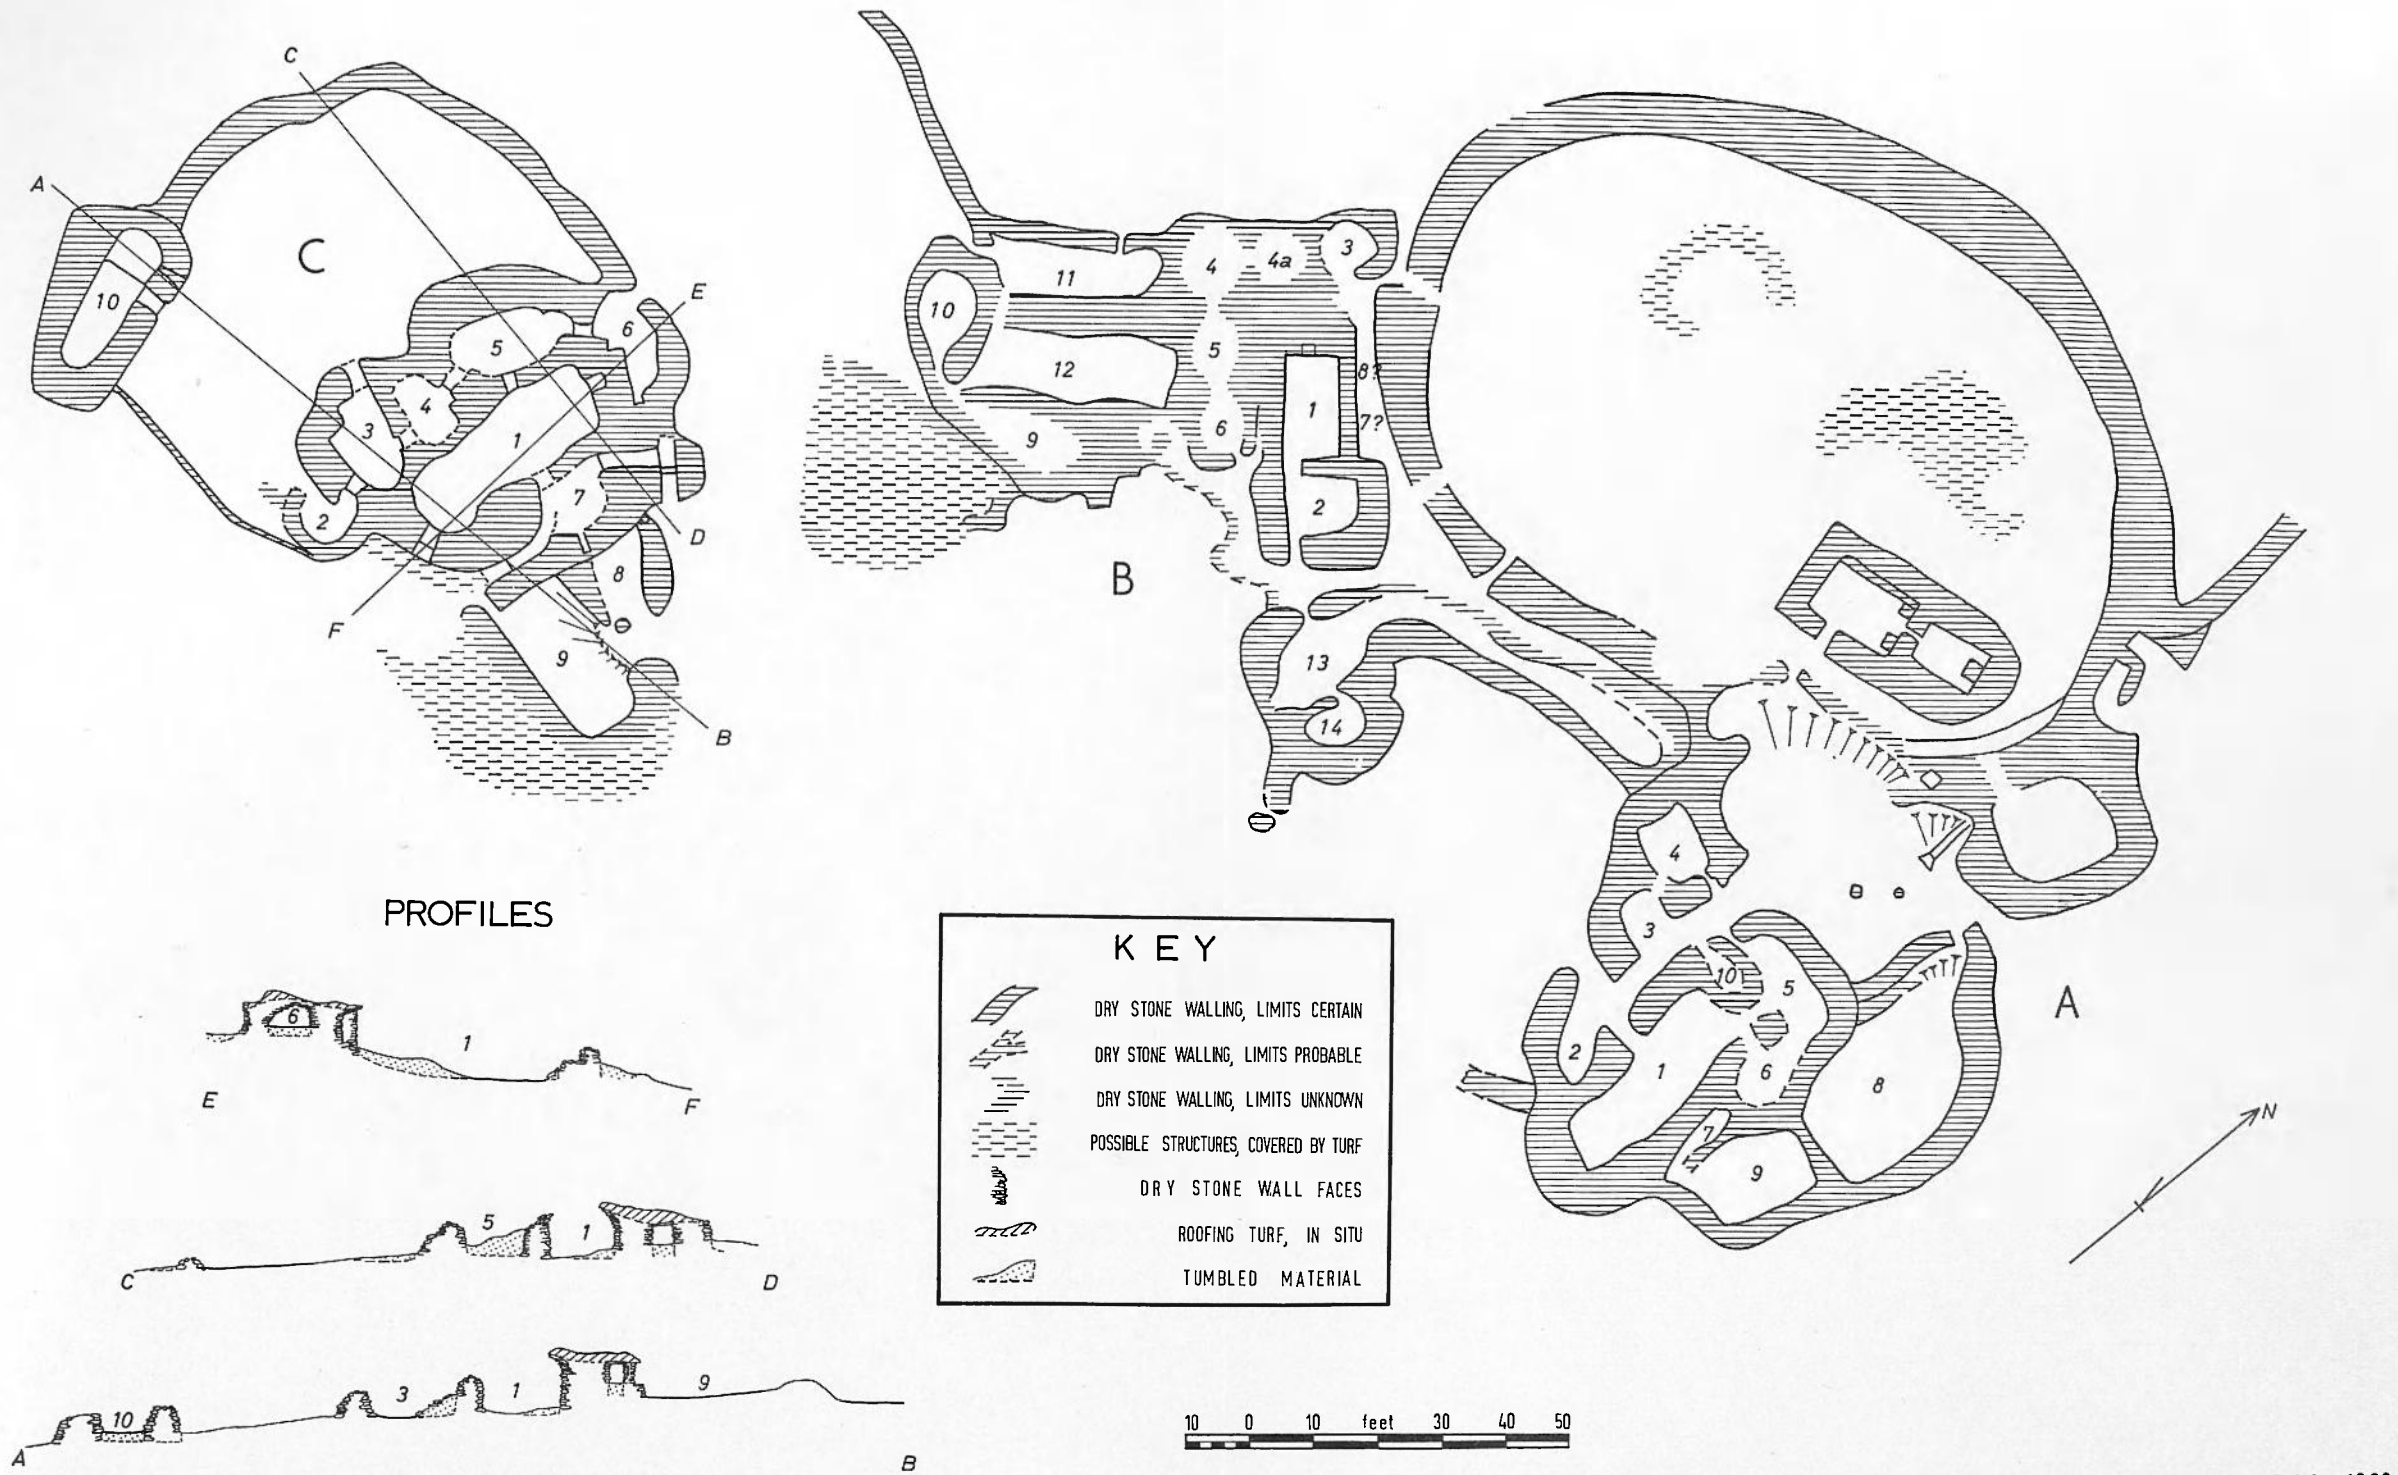 C
A
C
E
10
6
5
4
3
1
2
7
8
9
D
F
B
11
4
4a
3
10
5
12
8?
1
7?
9
6
2
B
13
14
4
3
10
5
2
1
6
8
7
9
A
N
PROFILES
6
1
E
F
5
1
C
D
3
1
9
10
A
B
KEY
DRY STONE WALLING, LIMITS CERTAIN
DRY STONE WALLING, LIMITS PROBABLE
DRY STONE WALLING, LIMITS UNKNOWN
POSSIBLE STRUCTURES, COVERED BY TURF
DRY STONE WALL FACES
ROOFING TURF, IN SITU
TUMBLED MATERIAL
10 0 10 feet 30 40 50